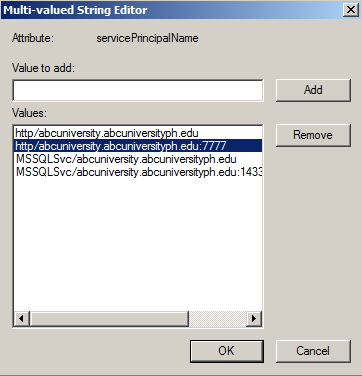 Multi-valued String Editor
Attribute: servicePrincipalName
Value to add:
Add
Values:
http/abcuniversity.abcuniversityph.edu
http/abcuniversity.abcuniversityph.edu:7777
MSSQLSvc/abcuniversity.abcuniversityph.edu
MSSQLSvc/abcuniversity.abcuniversityph.edu:1433
Remove
OK
Cancel